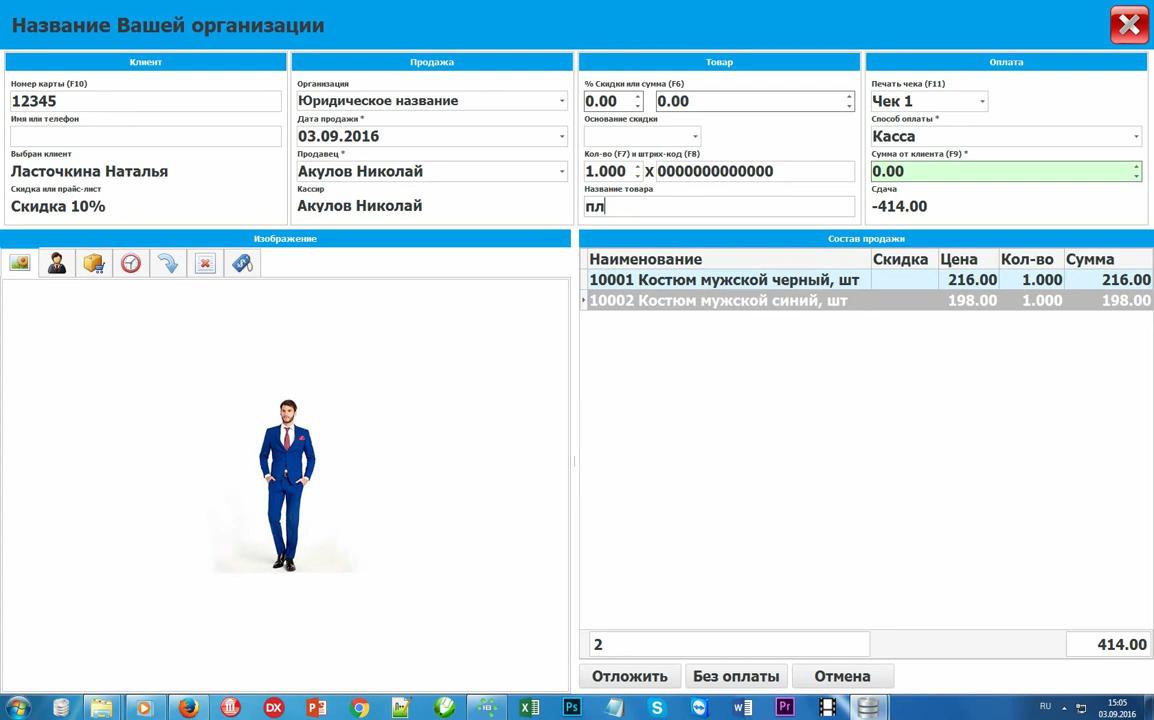 Название Вашей организации
Клиент
Номер карты (F10)
12345
Имя или телефон
Выбран клиент
Ласточкина Наталья
Скидка или прайс-лист
Скидка 10%
Продажа
Организация
Юридическое название
Дата продажи *
03.09.2016
Продавец *
Акулов Николай
Кассир
Акулов Николай
Товар
% Скидки или сумма (F6)
0.00 0.00
Основание скидки
Кол-во (F7) и штрих-код (F8)
1.000 X 0000000000000
Название товара
пл
Оплата
Печать чека (F11)
Чек 1
Способ оплаты *
Касса
Сумма от клиента (F9) *
0.00
Сдача
-414.00
Изображение
Состав продажи
Наименование Скидка Цена Кол-во Сумма
10001 Костюм мужской черный, шт 216.00 1.000 216.00
10002 Костюм мужской синий, шт 198.00 1.000 198.00
2 414.00
Отложить Без оплаты Отмена
DX
Ps
Pr
RU
15:05
03.09.2016